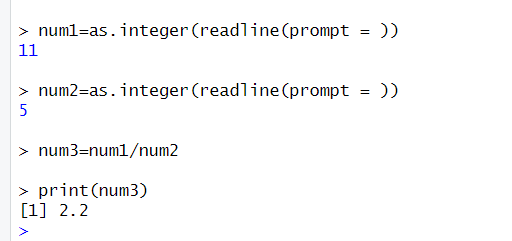 > num1=as.integer(readline(prompt = ))
11
> num2=as.integer(readline(prompt = ))
5
> num3=num1/num2
> print(num3)
[1] 2.2
>